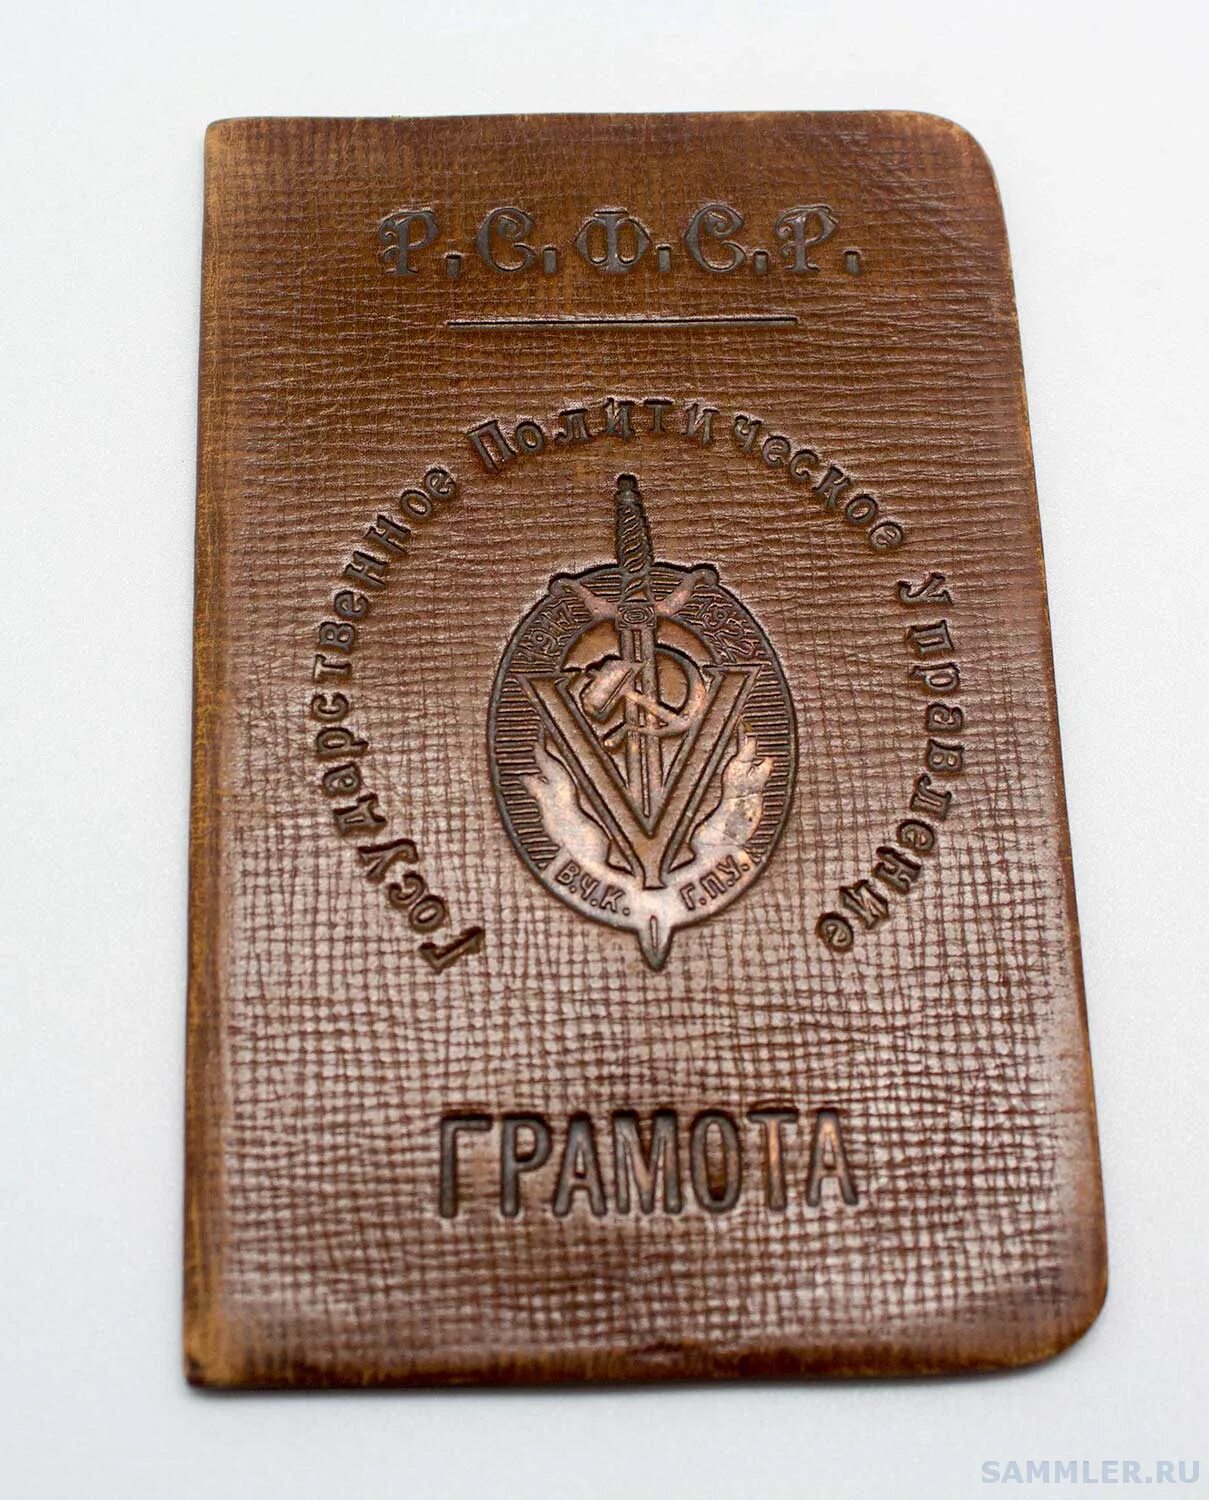 Р.С.Ф.С.Р.
Государственное Политическое Управление
1917 1922
В.Ч.К. Г.П.У.
ГРАМОТА
SAMMLER.RU